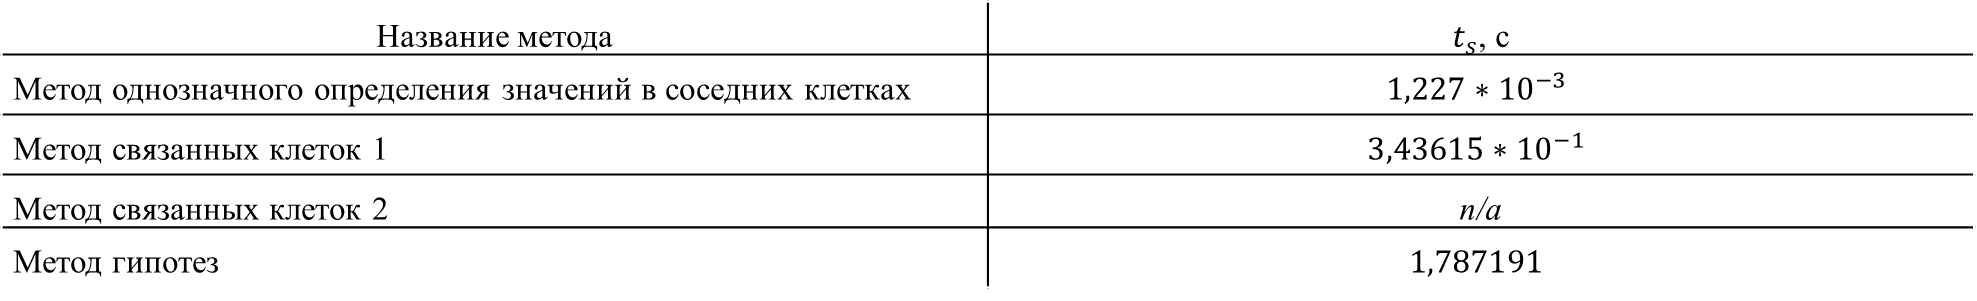 Название метода $t_s$, с
Метод однозначного определения значений в соседних клетках $1{,}227 * 10^{-3}$
Метод связанных клеток 1 $3{,}43615 * 10^{-1}$
Метод связанных клеток 2 n/a
Метод гипотез 1,787191